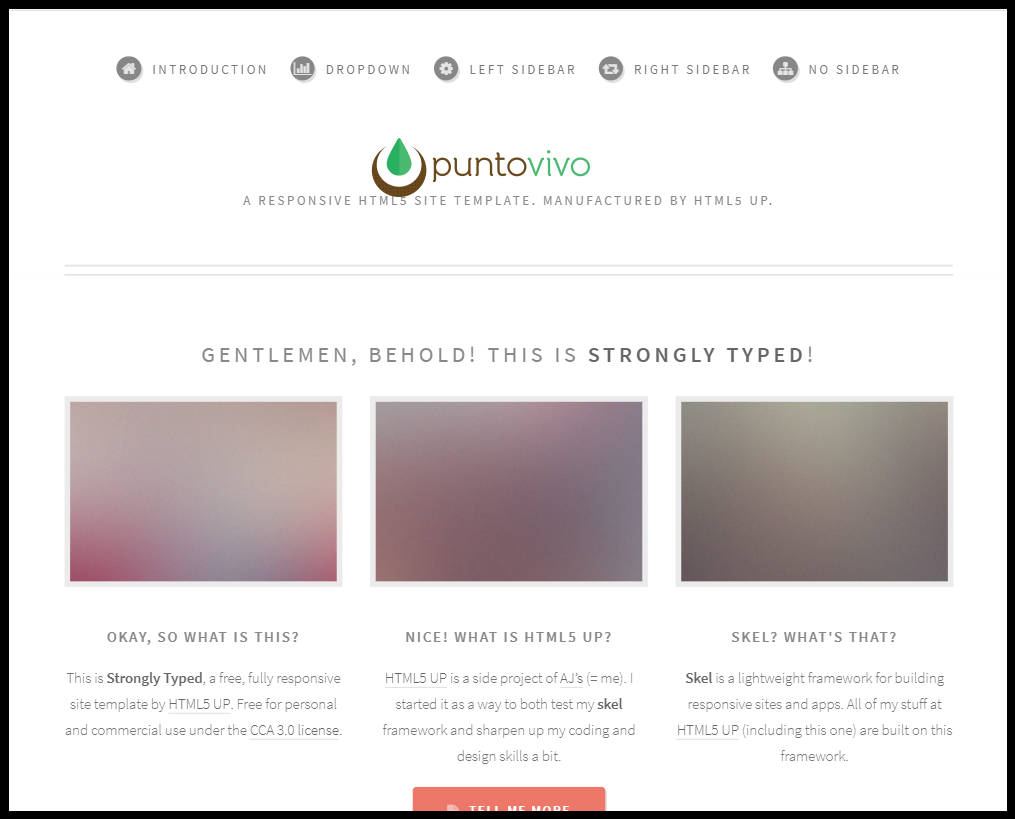 INTRODUCTION DROPDOWN LEFT SIDEBAR RIGHT SIDEBAR NO SIDEBAR
puntovivo
A RESPONSIVE HTML5 SITE TEMPLATE. MANUFACTURED BY HTML5 UP.
GENTLEMEN, BEHOLD! THIS IS STRONGLY TYPED!
OKAY, SO WHAT IS THIS?
This is Strongly Typed, a free, fully responsive
site template by HTML5 UP. Free for personal
and commercial use under the CCA 3.0 license.
NICE! WHAT IS HTML5 UP?
HTML5 UP is a side project of AJ's (= me). I
started it as a way to both test my skel
framework and sharpen up my coding and
design skills a bit.
SKEL? WHAT'S THAT?
Skel is a lightweight framework for building
responsive sites and apps. All of my stuff at
HTML5 UP (including this one) are built on this
framework.
TELL ME MORE